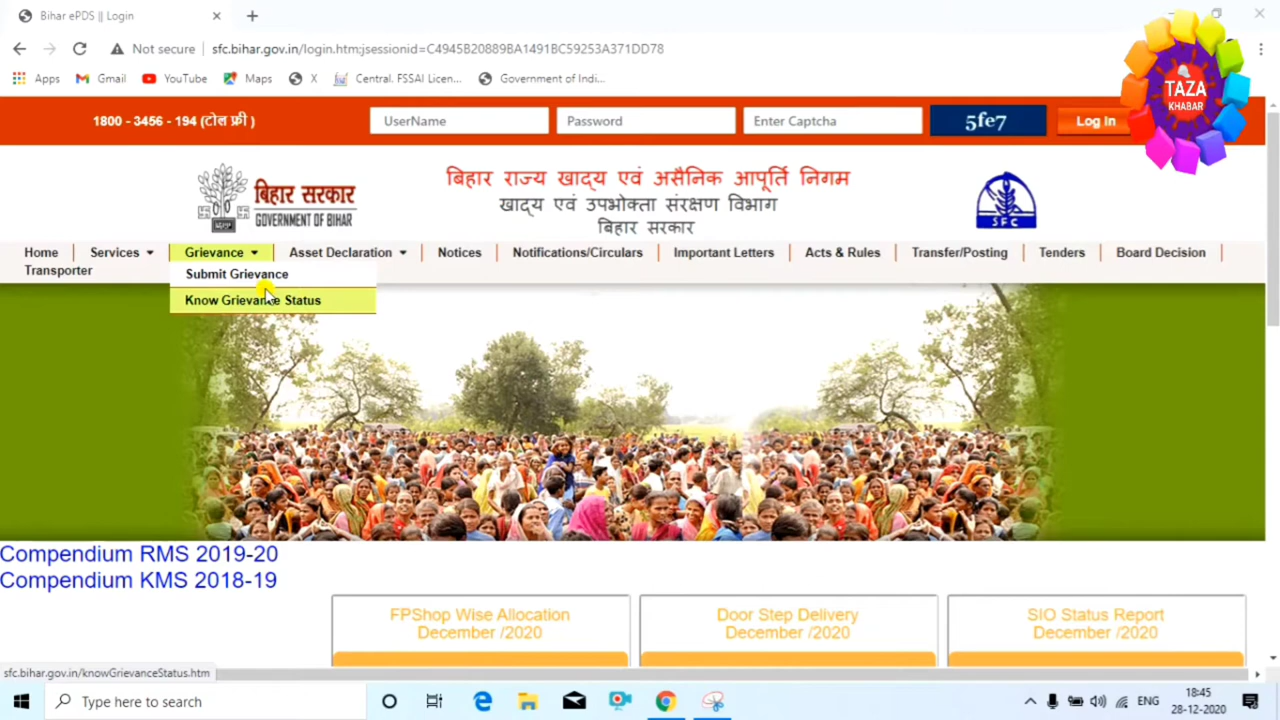 Bihar ePDS || Login
Not secure sfc.bihar.gov.in/login.htm;jsessionid=C4945B20889BA1491BC59253A371DD78
Apps Gmail YouTube Maps X Central. FSSAI Licen... Government of Indi...
TAZA
KHABAR
1800 - 3456 - 194 (टोल फ्री ) UserName Password Enter Captcha 5fe7 Log In
बिहार सरकार
GOVERNMENT OF BIHAR
बिहार राज्य खाद्य एवं असैनिक आपूर्ति निगम
खाद्य एवं उपभोक्ता संरक्षण विभाग
बिहार सरकार
SFC
Home Services Grievance Asset Declaration Notices Notifications/Circulars Important Letters Acts & Rules Transfer/Posting Tenders Board Decision
Transporter
Submit Grievance
Know Grievance Status
Compendium RMS 2019-20
Compendium KMS 2018-19
FPShop Wise Allocation
December /2020
Door Step Delivery
December /2020
SIO Status Report
December /2020
sfc.bihar.gov.in/knowGrievanceStatus.htm
Type here to search
ENG
18:45
28-12-2020